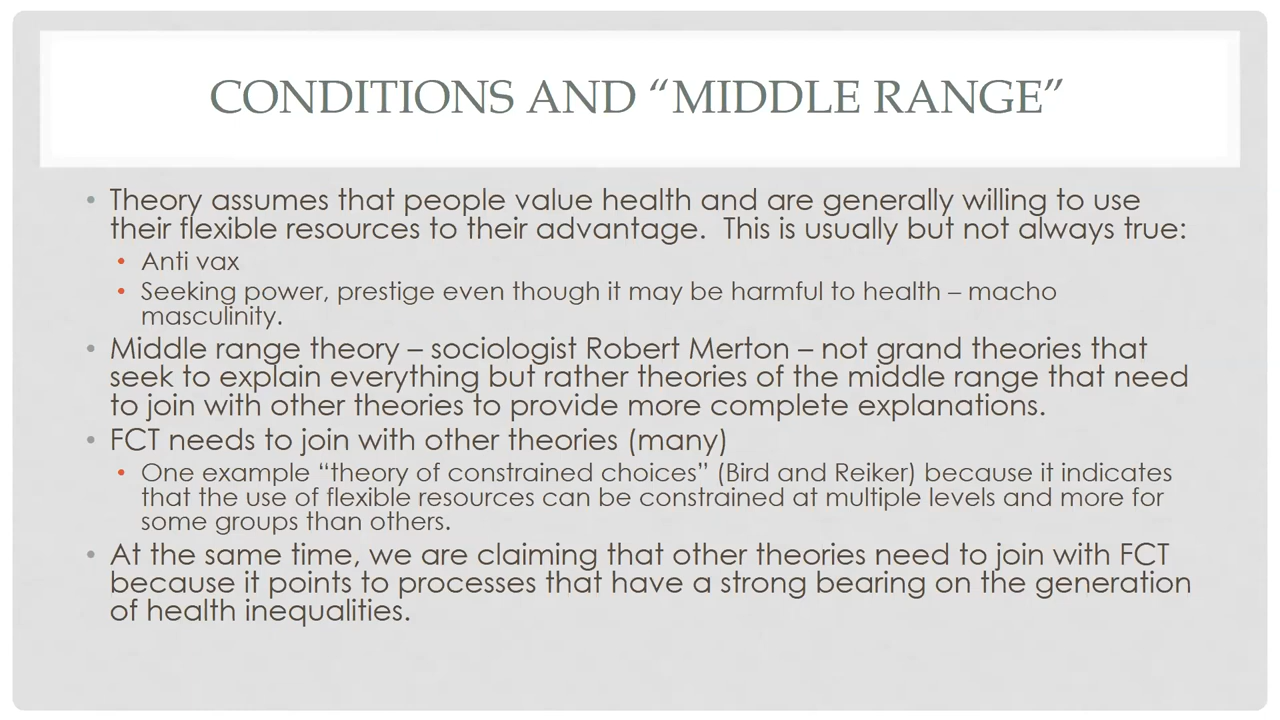 CONDITIONS AND “MIDDLE RANGE”
• Theory assumes that people value health and are generally willing to use
their flexible resources to their advantage.  This is usually but not always true:
• Anti vax
• Seeking power, prestige even though it may be harmful to health – macho
masculinity.
• Middle range theory – sociologist Robert Merton – not grand theories that
seek to explain everything but rather theories of the middle range that need
to join with other theories to provide more complete explanations.
• FCT needs to join with other theories (many)
• One example “theory of constrained choices” (Bird and Reiker) because it indicates
that the use of flexible resources can be constrained at multiple levels and more for
some groups than others.
• At the same time, we are claiming that other theories need to join with FCT
because it points to processes that have a strong bearing on the generation
of health inequalities.